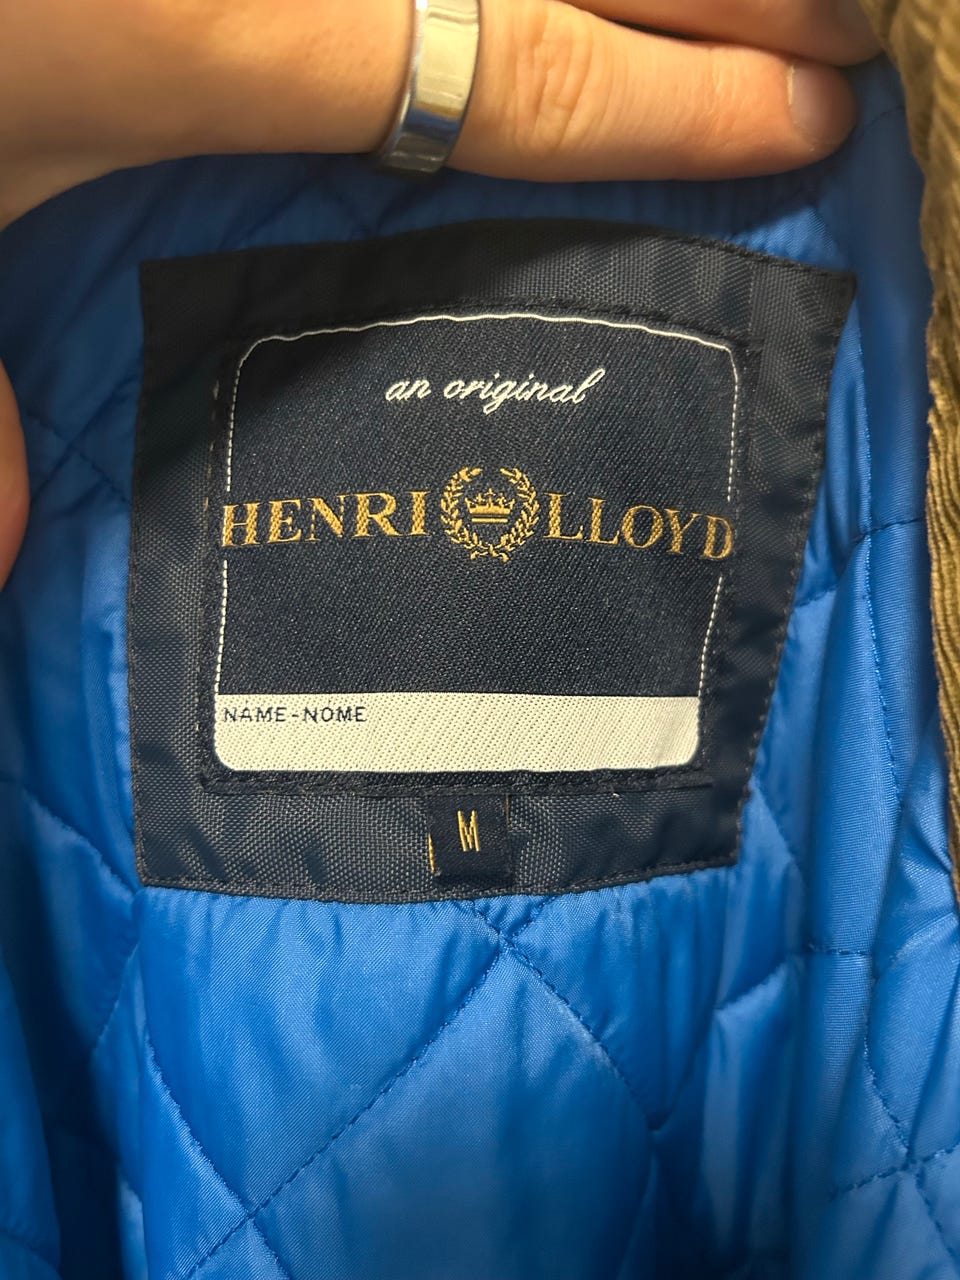 an original
HENRI LLOYD
NAME-NOME
M